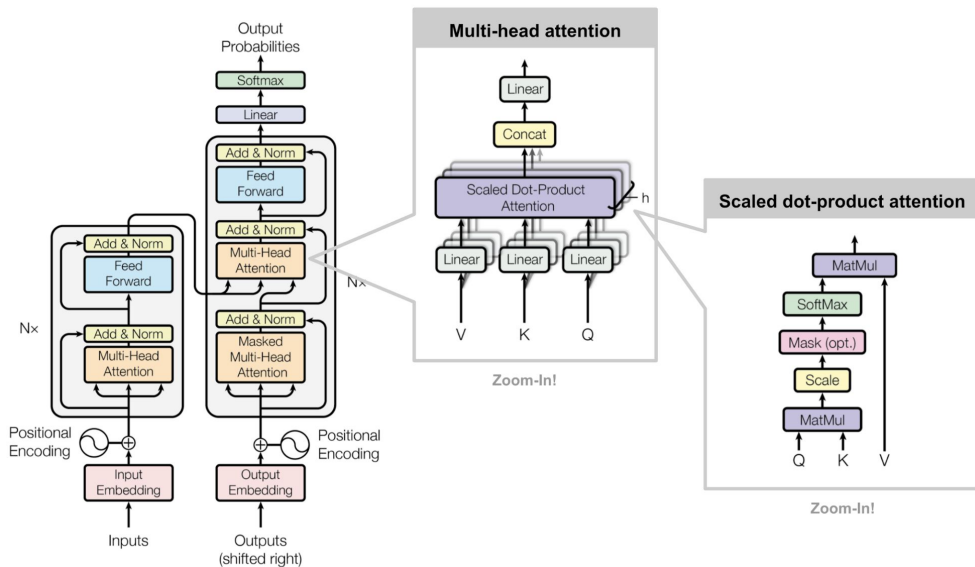 Output
Probabilities
Softmax
Linear
Add & Norm
Feed
Forward
Add & Norm
Multi-Head
Attention
Add & Norm
Masked
Multi-Head
Attention
N×
Positional
Encoding
Output
Embedding
Outputs
(shifted right)
Add & Norm
Feed
Forward
N×
Add & Norm
Multi-Head
Attention
Positional
Encoding
Input
Embedding
Inputs
Multi-head attention
Linear
Concat
Scaled Dot-Product
Attention
h
Linear
Linear
Linear
V
K
Q
Zoom-In!
Scaled dot-product attention
MatMul
SoftMax
Mask (opt.)
Scale
MatMul
Q
K
V
Zoom-In!